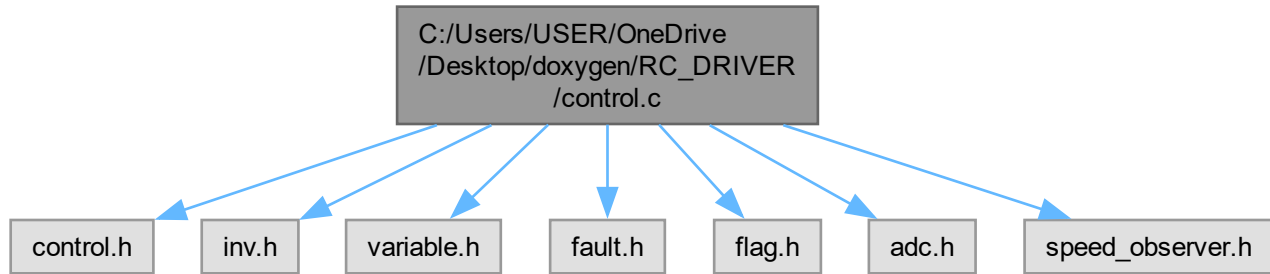 C:/Users/USER/OneDrive
/Desktop/doxygen/RC_DRIVER
/control.c
control.h
inv.h
variable.h
fault.h
flag.h
adc.h
speed_observer.h